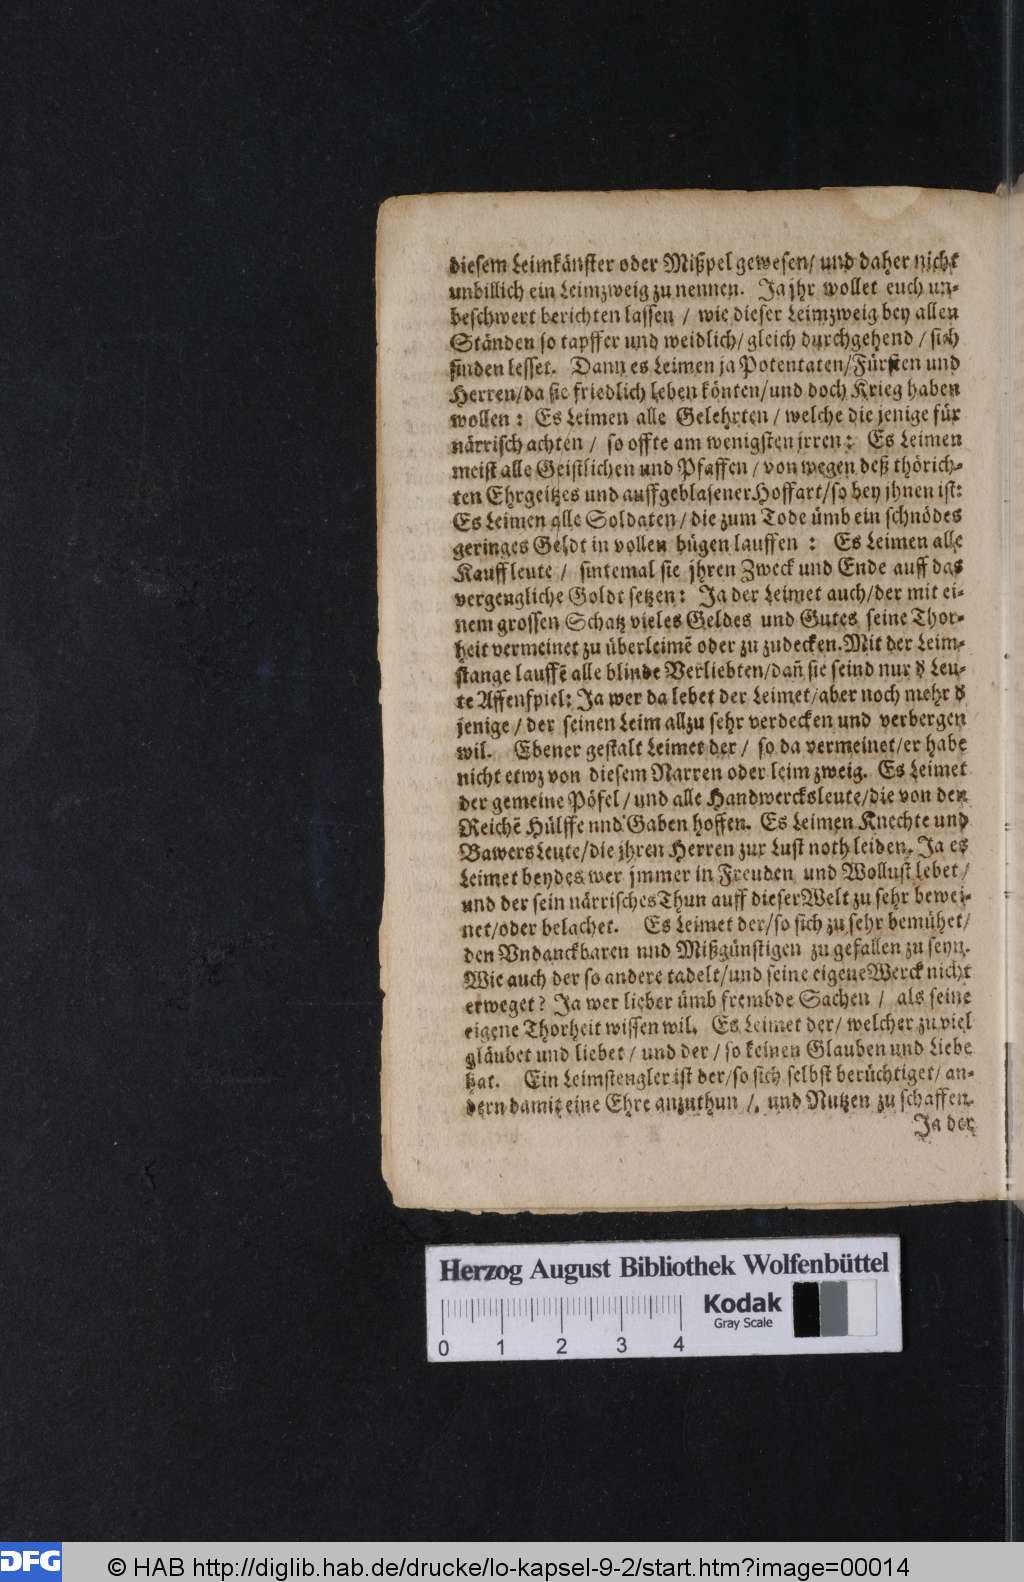 diesem Leimkänster oder Mißpel gewesen/ und daher nicht
unbillich ein Leimzweig zu nennen. Ja jhr wollet euch un-
beschwert berichten lassen / wie dieser Leimzweig bey allen
Ständen so tapffer und weidlich/ gleich durchgehend / sich
finden lesset. Dann es Leimen ja Potentaten/Fürsten und
Herren/da sie friedlich leben könten/und doch Krieg haben
wollen: Es Leimen alle Gelehrten / welche die jenige für
närrisch achten / so offte am wenigsten jrren: Es Leimen
meist alle Geistlichen und Pfaffen / von wegen deß thörich-
ten Ehrgeitzes und auffgeblasener Hoffart/so bey jhnen ist:
Es Leimen alle Soldaten / die zum Tode ümb ein schnödes
geringes Geldt in vollen bügen lauffen : Es Leimen alle
Kauffleute / sintemal sie jhren Zweck und Ende auff das
vergengliche Goldt setzen: Ja der Leimet auch/der mit ei-
nem grossen Schatz vieles Geldes und Gutes seine Thor-
heit vermeinet zu überleimẽ oder zu zudecken. Mit der Leim-
stange lauffẽ alle blinde Verliebten/dañ sie seind nur d̕ Leu-
te Affenspiel: Ja wer da lebet der Leimet/aber noch mehr d̕
jenige / der seinen Leim allzu sehr verdecken und verbergen
wil. Ebener gestalt Leimet der / so da vermeinet/er habe
nicht etwz von diesem Narren oder leim zweig. Es Leimet
der gemeine Pöfel / und alle Handwercksleute/die von den
Reichẽ Hülffe nnd Gaben hoffen. Es Leimen Knechte und
Bawers Leute/die jhren Herren zur Lust noth leiden. Ja es
Leimet beydes wer jmmer in Freuden und Wollust lebet /
und der sein närrisches Thun auff dieser Welt zu sehr bewei-
net/oder belachet. Es Leimet der/so sich zu sehr bemühet/
den Vndanckbaren nnd Mißgünstigen zu gefallen zu seyn.
Wie auch der so andere tadelt/und seine eigene Werck nicht
erweget? Ja wer lieber ümb frembde Sachen / als seine
eigene Thorheit wissen wil. Es Leimet der/ welcher zu viel
gläubet und liebet / und der / so keinen Glauben und Liebe
hat. Ein Leimstengler ist der/so sich selbst berüchtiget/ an-
dern damit eine Ehre anzuthun /. und Nutzen zu schaffen.
Ja der
Herzog August Bibliothek Wolfenbüttel
Kodak
Gray Scale
0 1 2 3 4
DFG © HAB http://diglib.hab.de/drucke/lo-kapsel-9-2/start.htm?image=00014